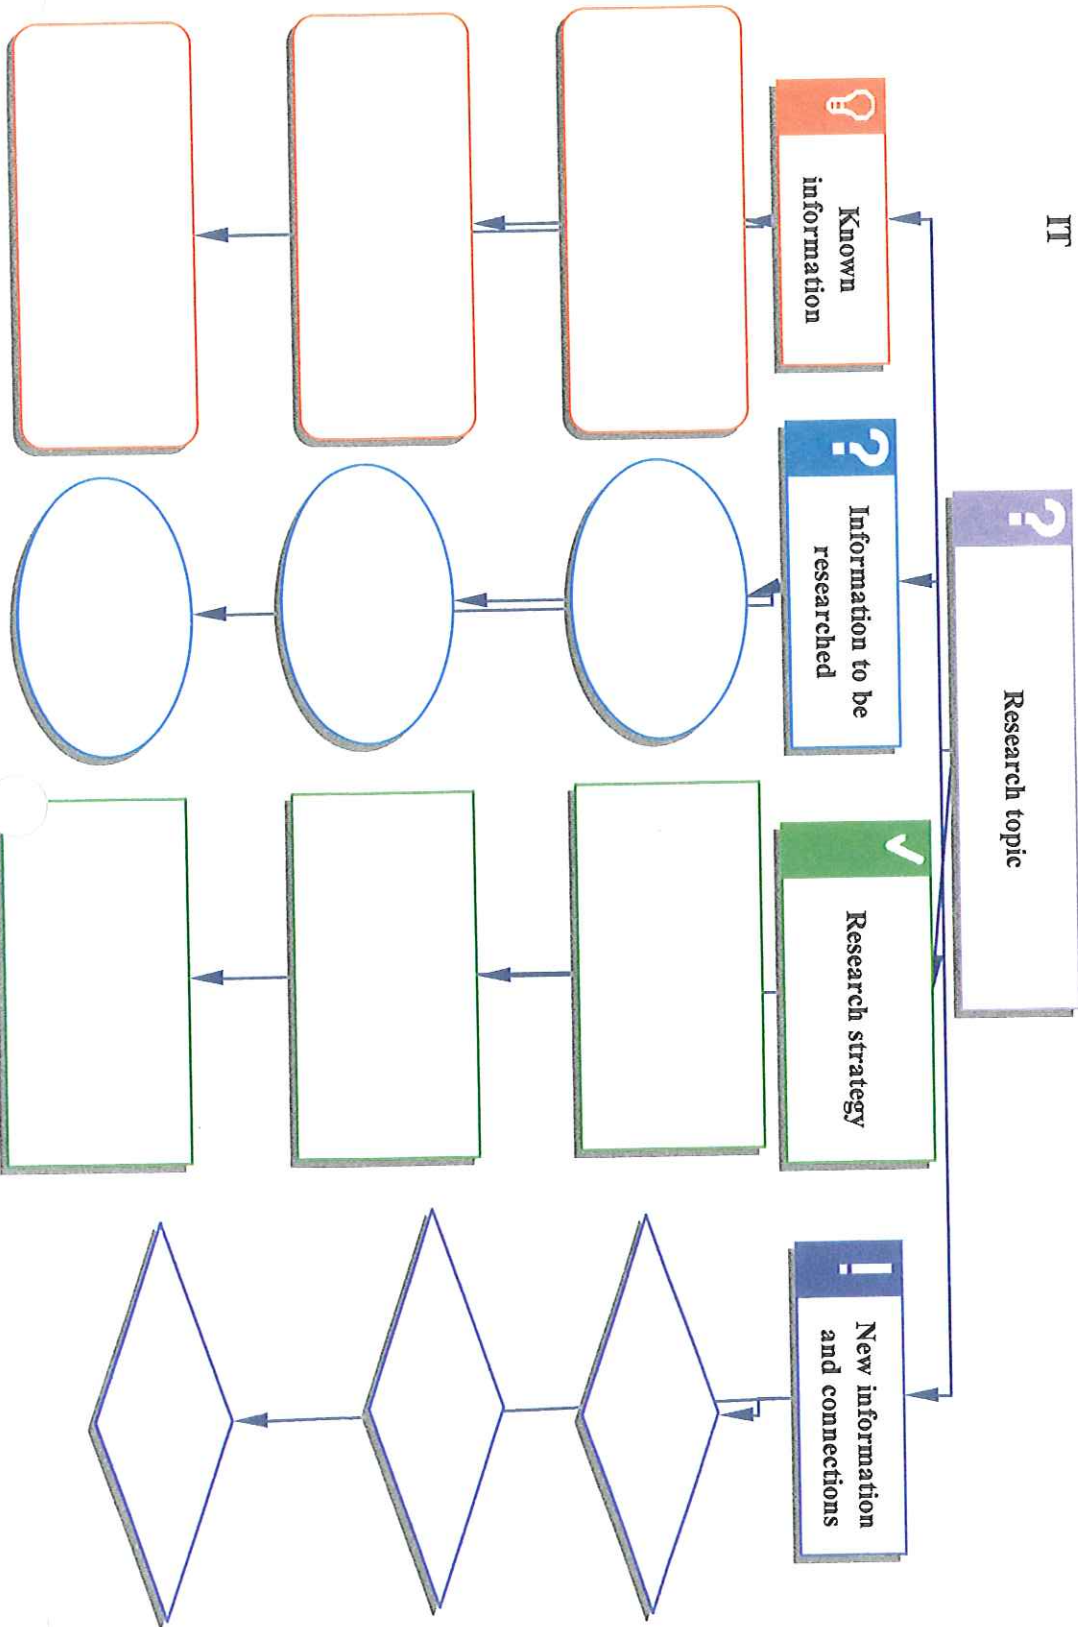 IT
Research topic
Known
information
Information to be
researched
Research strategy
New information
and connections